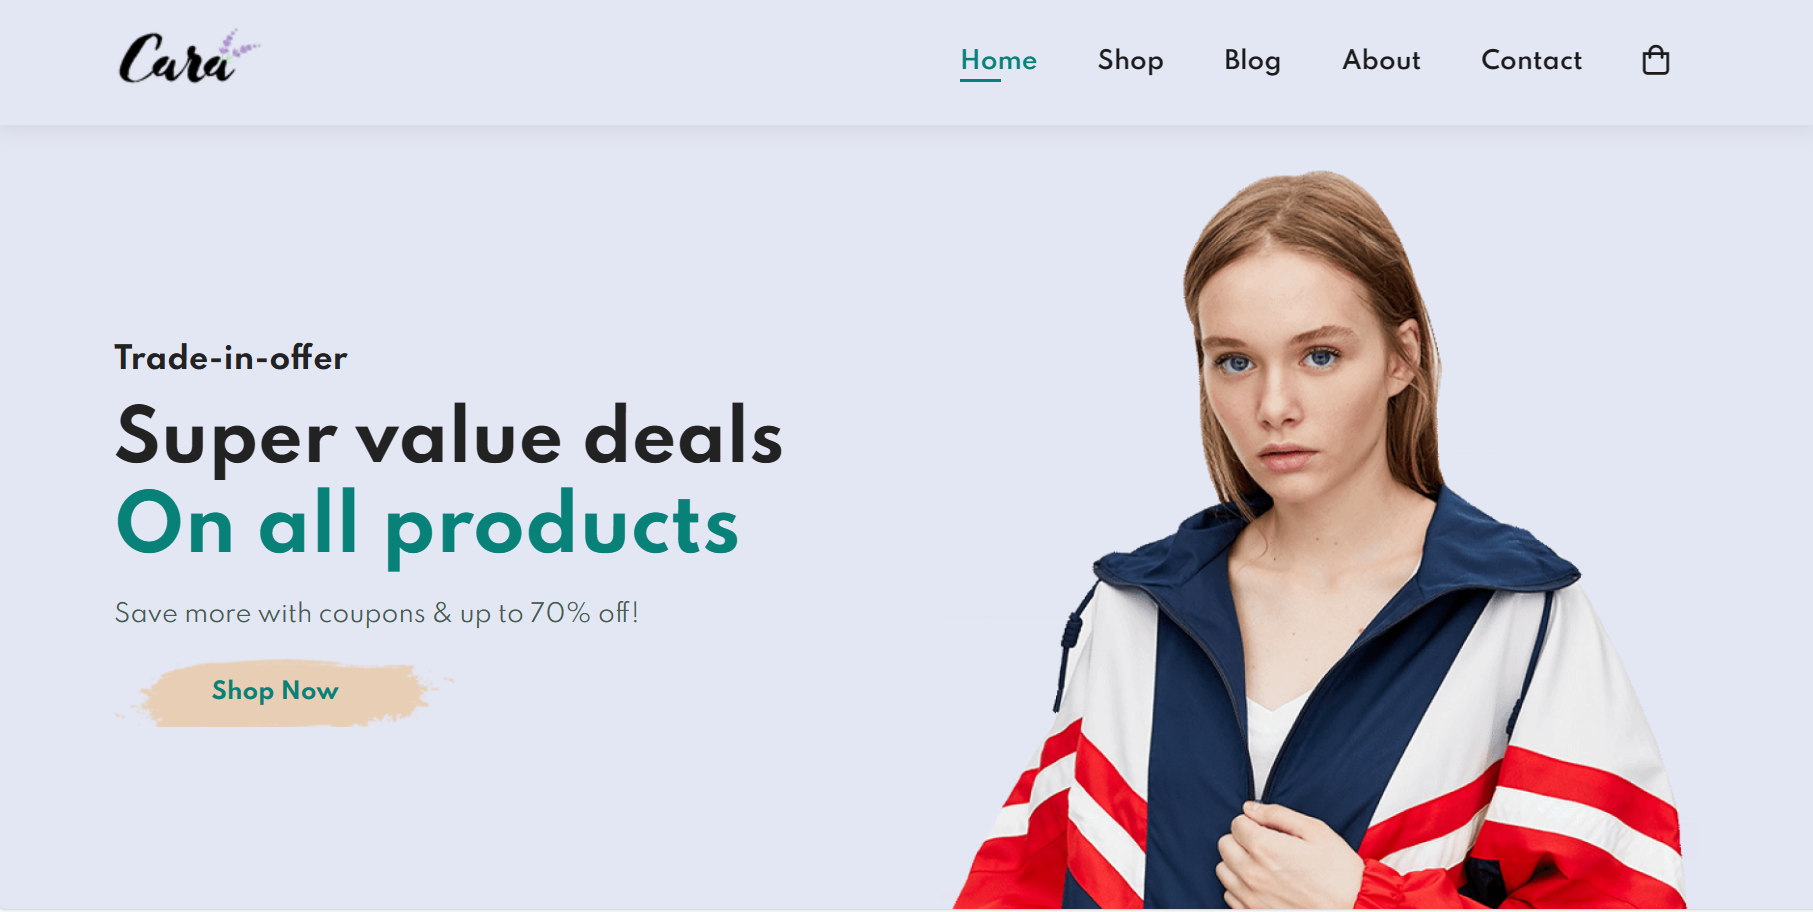 Cara
Home Shop Blog About Contact
Trade-in-offer
Super value deals
On all products
Save more with coupons & up to 70% off!
Shop Now